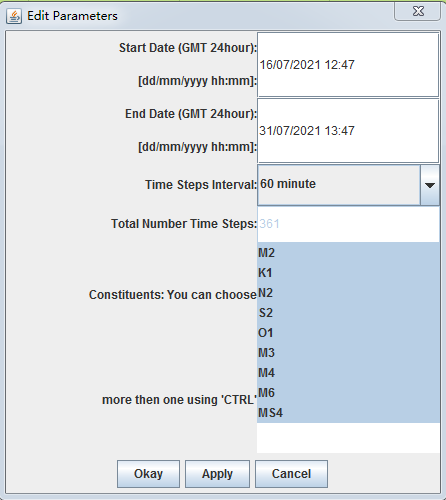 Edit Parameters
Start Date (GMT 24hour):
[dd/mm/yyyy hh:mm]:
16/07/2021 12:47
End Date (GMT 24hour):
[dd/mm/yyyy hh:mm]:
31/07/2021 13:47
Time Steps Interval: 60 minute
Total Number Time Steps: 361
Constituents: You can choose
more then one using 'CTRL'
M2
K1
N2
S2
O1
M3
M4
M6
MS4
Okay Apply Cancel